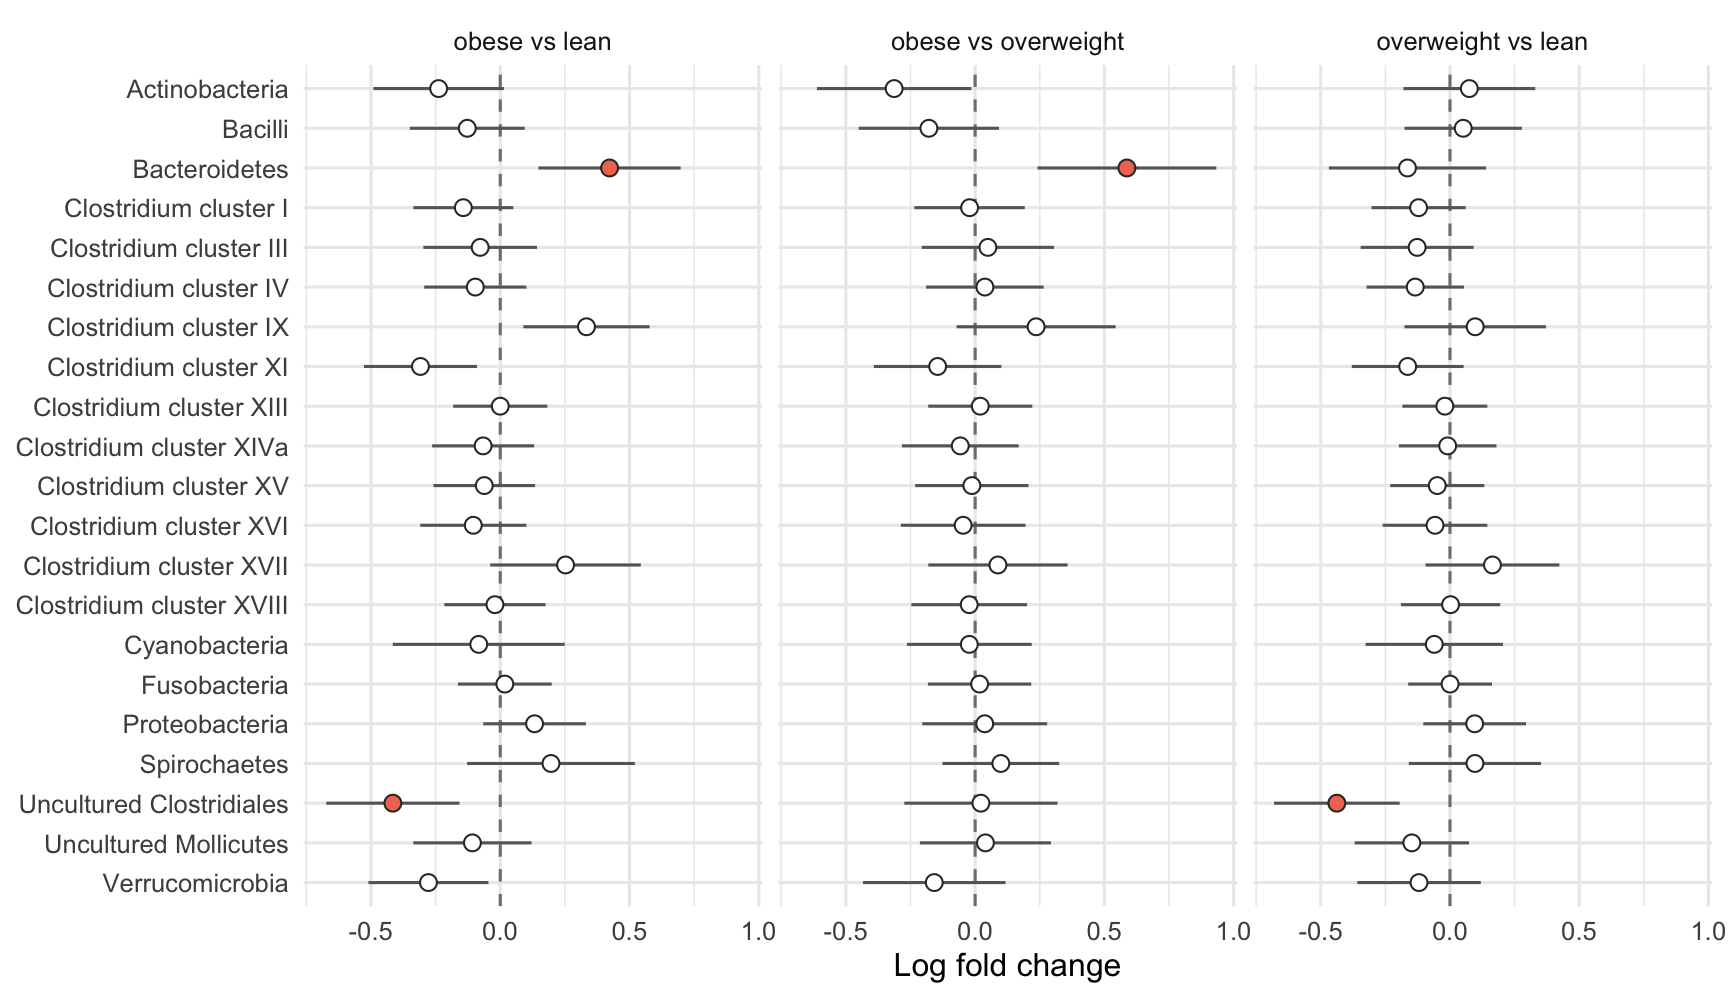 obese vs lean
obese vs overweight
overweight vs lean
Actinobacteria
Bacilli
Bacteroidetes
Clostridium cluster I
Clostridium cluster III
Clostridium cluster IV
Clostridium cluster IX
Clostridium cluster XI
Clostridium cluster XIII
Clostridium cluster XIVa
Clostridium cluster XV
Clostridium cluster XVI
Clostridium cluster XVII
Clostridium cluster XVIII
Cyanobacteria
Fusobacteria
Proteobacteria
Spirochaetes
Uncultured Clostridiales
Uncultured Mollicutes
Verrucomicrobia
-0.5 0.0 0.5 1.0 -0.5 0.0 0.5 1.0 -0.5 0.0 0.5 1.0
Log fold change